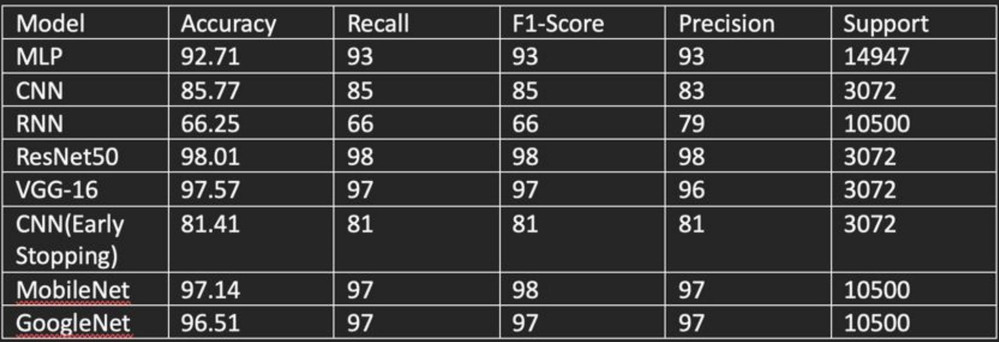 Model Accuracy Recall F1-Score Precision Support
MLP 92.71 93 93 93 14947
CNN 85.77 85 85 83 3072
RNN 66.25 66 66 79 10500
ResNet50 98.01 98 98 98 3072
VGG-16 97.57 97 97 96 3072
CNN(Early 81.41 81 81 81 3072
Stopping)
MobileNet 97.14 97 98 97 10500
GoogleNet 96.51 97 97 97 10500